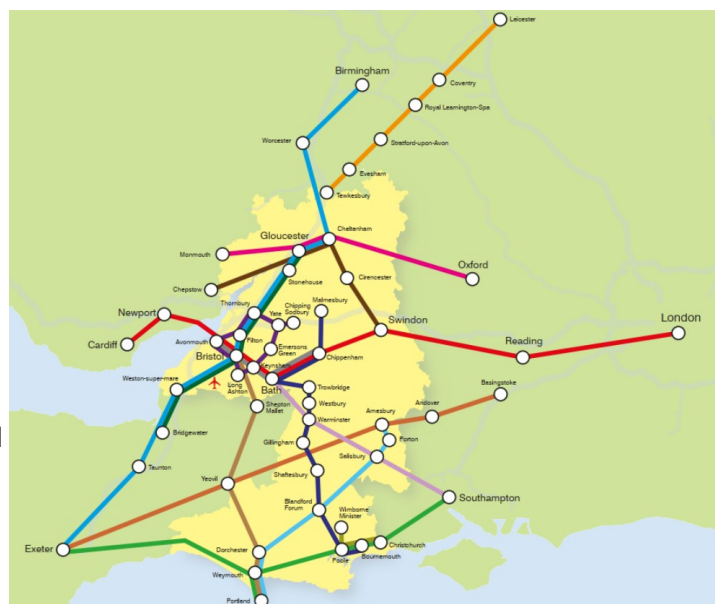 Leicester
Birmingham
Coventry
Royal Leamington-Spa
Worcester
Stratford-upon-Avon
Evesham
Tewkesbury
Cheltenham
Gloucester
Monmouth
Oxford
Stonehouse
Cirencester
Chepstow
Thornbury
Chipping
Sodbury
Malmesbury
Newport
Yate
Swindon
London
Avonmouth
Filton
Emersons
Green
Cardiff
Reading
Bristol
Chippenham
Keynsham
Weston-super-mare
Long
Ashton
Bath
Trowbridge
Basingstoke
Shepton
Mallet
Westbury
Amesbury
Andover
Warminster
Bridgewater
Porton
Gillingham
Salisbury
Taunton
Yeovil
Shaftesbury
Southampton
Blandford
Forum
Wimborne
Minister
Exeter
Dorchester
Christchurch
Bournemouth
Poole
Weymouth
Portland